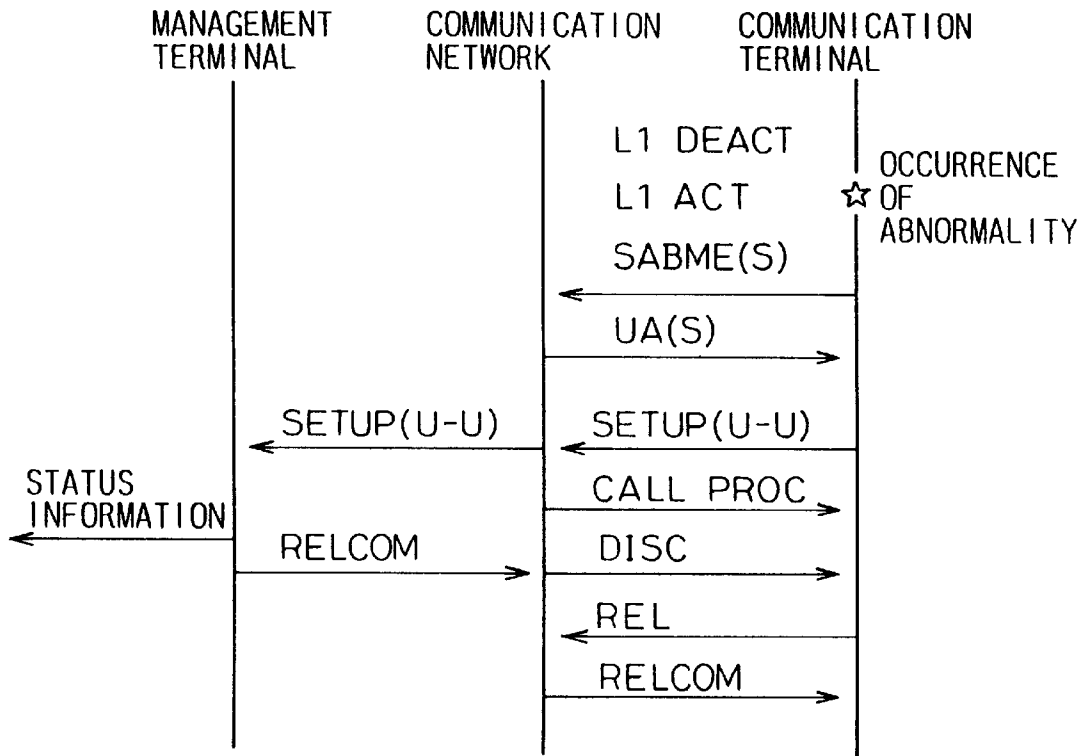 MANAGEMENT
TERMINAL
COMMUNICATION
NETWORK
COMMUNICATION
TERMINAL
L1 DEACT
L1 ACT
OCCURRENCE
OF
ABNORMALITY
SABME(S)
UA(S)
SETUP(U-U)
SETUP(U-U)
STATUS
INFORMATION
CALL PROC
RELCOM
DISC
REL
RELCOM